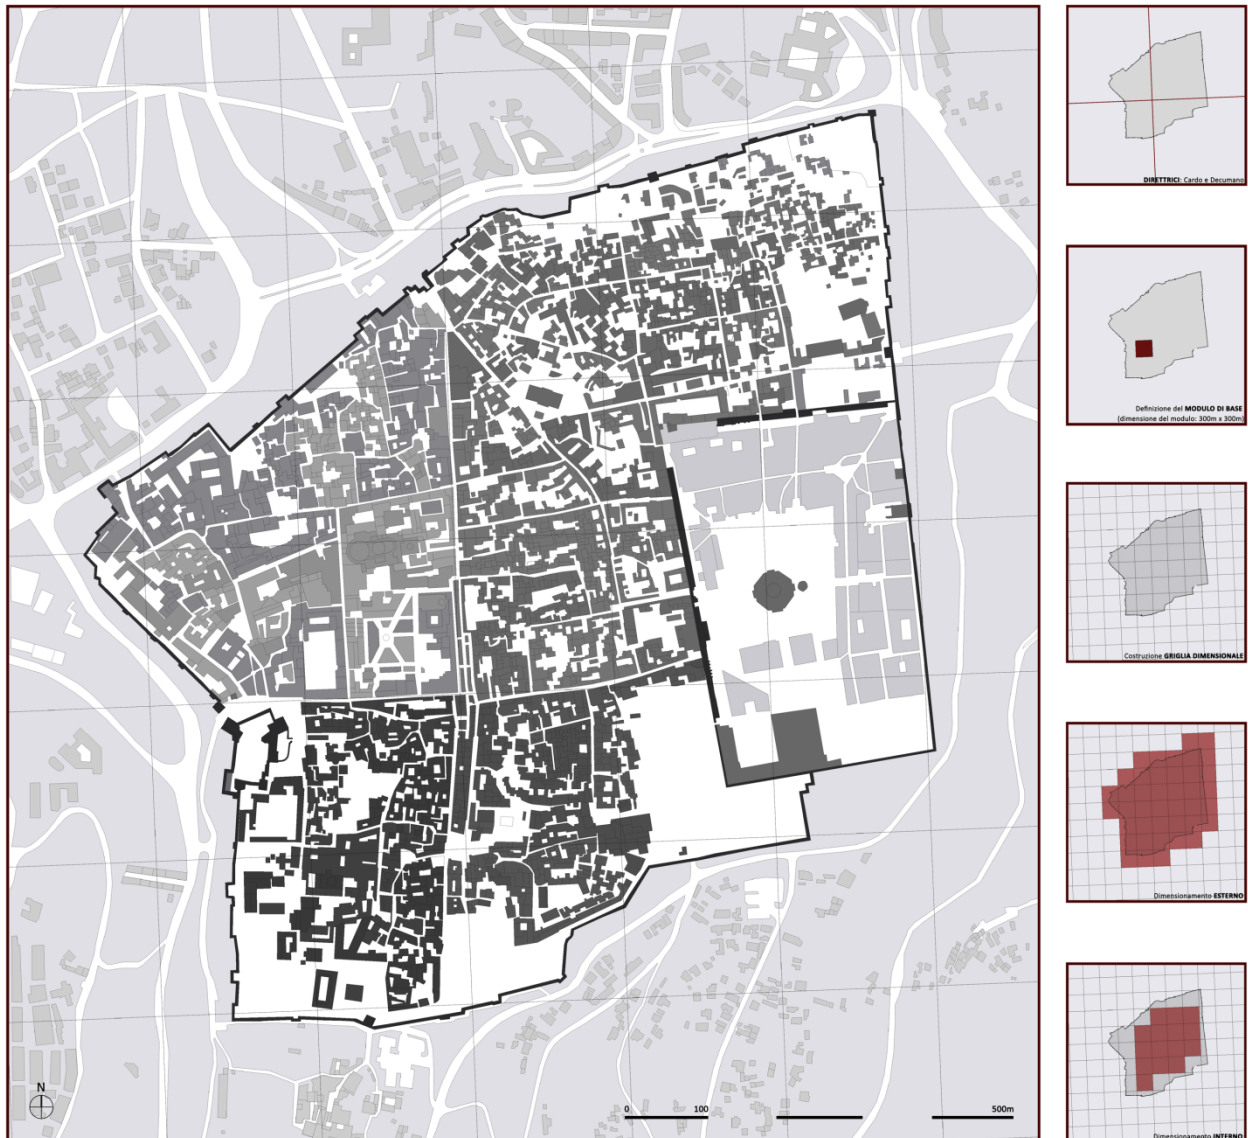 DIRETTRICI: Cardo e Decumano
Definizione del MODULO DI BASE
(dimensione del modulo: 300m x 300m)
Costruzione GRIGLIA DIMENSIONALE
Dimensionamento ESTERNO
Dimensionamento INTERNO
N
0 100 500m